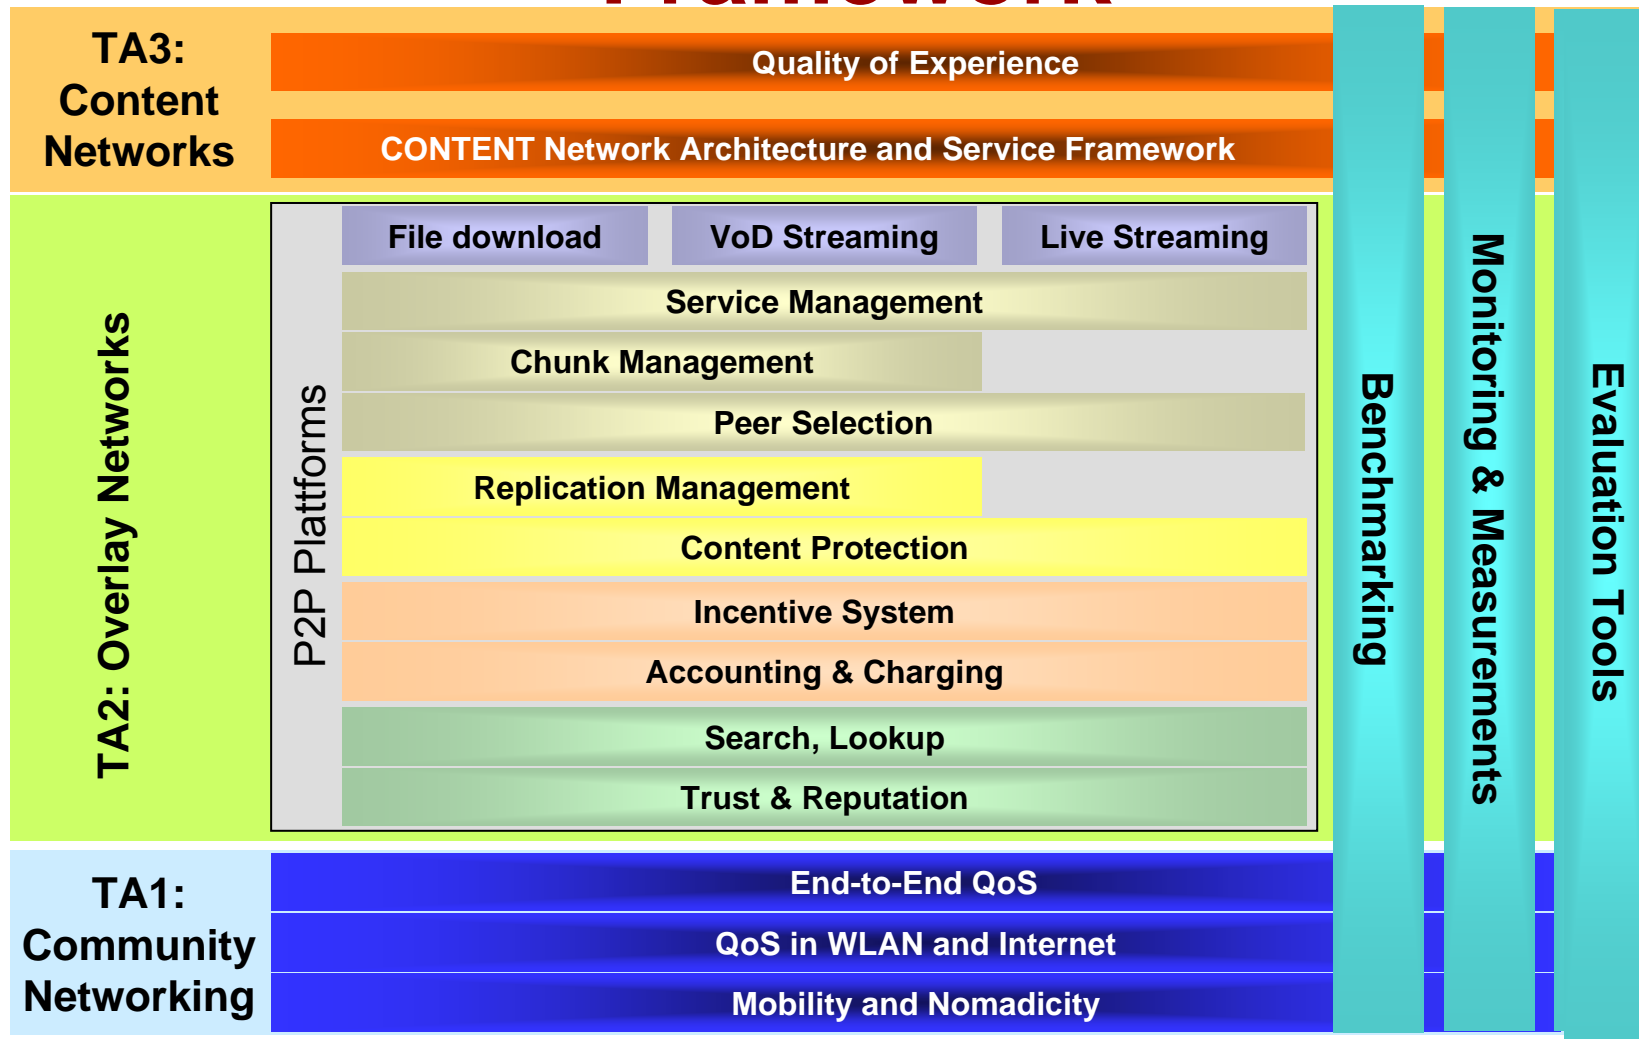 Framework
TA3:
Content
Networks
Quality of Experience
CONTENT Network Architecture and Service Framework
TA2: Overlay Networks
P2P Plattforms
File download
VoD Streaming
Live Streaming
Service Management
Chunk Management
Peer Selection
Replication Management
Content Protection
Incentive System
Accounting & Charging
Search, Lookup
Trust & Reputation
TA1:
Community
Networking
End-to-End QoS
QoS in WLAN and Internet
Mobility and Nomadicity
Benchmarking
Monitoring & Measurements
Evaluation Tools